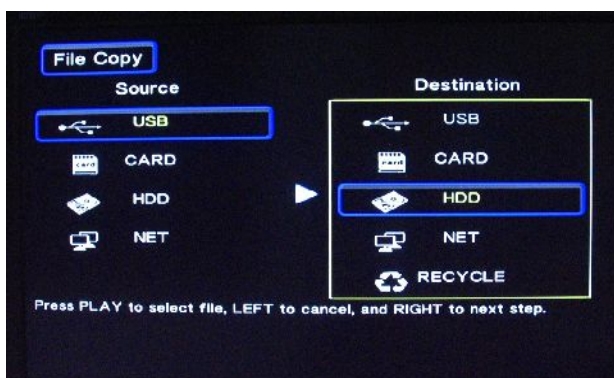 File Copy
Source
USB
CARD
HDD
NET
Destination
USB
CARD
HDD
NET
RECYCLE
Press PLAY to select file, LEFT to cancel, and RIGHT to next step.